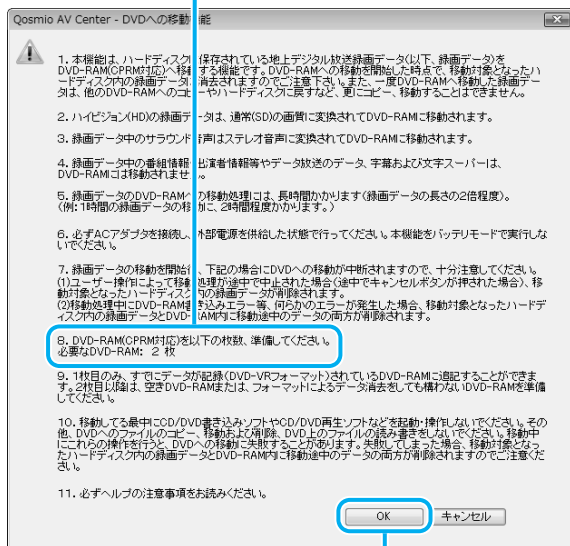 Qosmio AV Center - DVDへの移動 能
1. 本機能は、ハードディスク 保存されている地上デジタル放送録画データ(以下、録画データ)を
DVD-RAM(CPRM対応)へ移動する機能です。DVD-RAMへの移動を開始した時点で、移動対象となったハ
ードディスク内の録画データ 消去されますのでご注意下さい。また、一度DVD-RAMへ移動した録画デー
タは、他のDVD-RAMへのコピーやハードディスクに戻すなど、更にコピー、移動することはできません。
2. ハイビジョン(HD)の録画データは、通常(SD)の画質に変換されてDVD-RAMに移動されます。
3. 録画データ中のサラウンド音声はステレオ音声に変換されてDVD-RAMに移動されます。
4. 録画データ中の番組情報 出演者情報等やデータ放送のデータ、字幕および文字スーパーは、
DVD-RAMには移動されません。
5. 録画データのDVD-RAMへの移動処理には、長時間かかります(録画データの長さの2倍程度)。
(例:1時間の録画データの移動に、2時間程度かかります。)
6. 必ずACアダプタを接続し、外部電源を供給した状態で行ってください。本機能をバッテリモードで実行しな
いでください。
7. 録画データの移動を開始後、下記の場合にDVDへの移動が中断されますので、十分注意してください。
(1)ユーザー操作によって移動処理が途中で中止された場合(途中でキャンセルボタンが押された場合)、移
動対象となったハードディスク内の録画データが削除されます。
(2)移動処理中にDVD-RAM書き込みエラー等、何らかのエラーが発生した場合、移動対象となったハードデ
ィスク内の録画データとDVD-RAM内に移動途中のデータの両方が削除されます。
8. DVD-RAM(CPRM対応)を以下の枚数、準備してください。
必要なDVD-RAM: 2 枚
9. 1枚目のみ、すでにデータが記録(DVD-VRフォーマット)されているDVD-RAMに追記することができま
す。2枚目以降は、空きDVD-RAMまたは、フォーマットによるデータ消去をしても構わないDVD-RAMを準備
してください。
10. 移動してる最中にCD/DVD書き込みソフトやCD/DVD再生ソフトなどを起動・操作しないでください。その
他、DVDへのファイルのコピー、移動および削除、DVD上のファイルの読み書きをしないでください。移動中
にこれらの操作を行うと、DVDへの移動に失敗することがあります。失敗してしまった場合、移動対象となっ
たハードディスク内の録画データとDVD-RAM内に移動途中のデータの両方が削除されますのでご注意くだ
さい。
11. 必ずヘルプの注意事項をお読みください。
OK
キャンセル